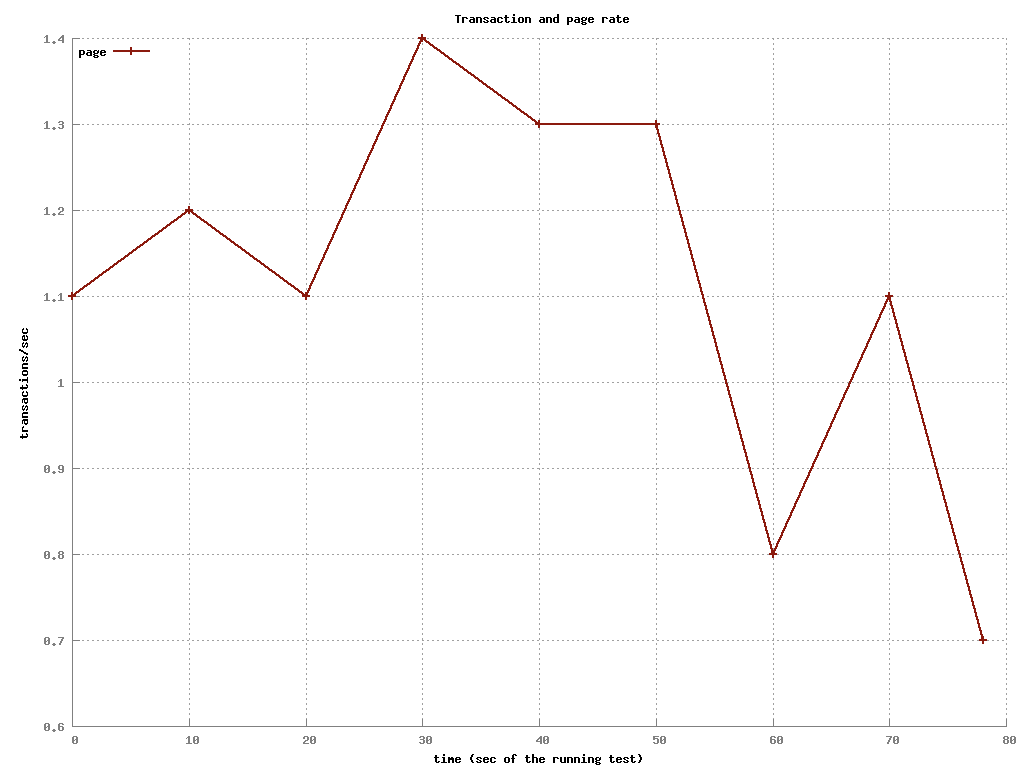 Transaction and page rate
page
1.4
1.3
1.2
1.1
1
0.9
0.8
0.7
0.6
transactions/sec
0 10 20 30 40 50 60 70 80
time (sec of the running test)